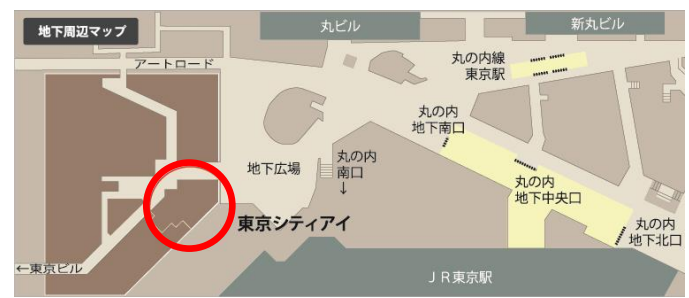 地下周辺マップ
丸ビル
新丸ビル
アートロード
丸の内線
東京駅
丸の内
地下南口
地下広場
丸の内
南口
↓
丸の内
地下中央口
東京シティアイ
丸の内
地下北口
←東京ビル
JR東京駅